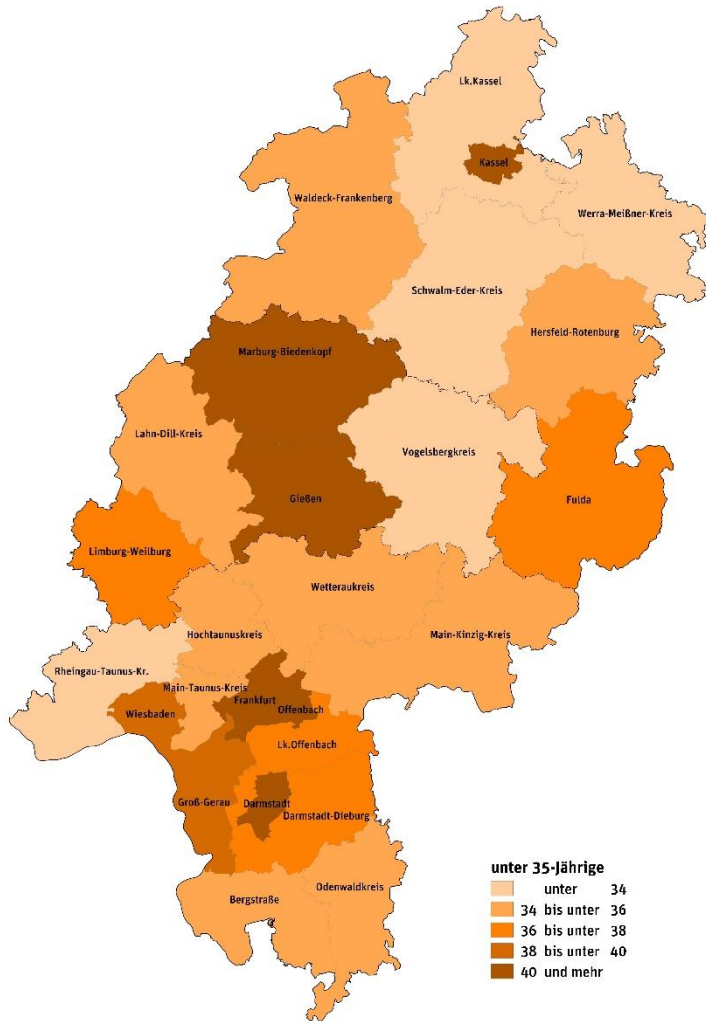 Lk.Kassel
Kassel
Waldeck-Frankenberg
Werra-Meißner-Kreis
Schwalm-Eder-Kreis
Hersfeld-Rotenburg
Marburg-Biedenkopf
Lahn-Dill-Kreis
Vogelsbergkreis
Gießen
Fulda
Limburg-Weilburg
Wetteraukreis
Hochtaunuskreis
Main-Kinzig-Kreis
Rheingau-Taunus-Kr.
Main-Taunus-Kreis
Frankfurt
Offenbach
Wiesbaden
Lk.Offenbach
Groß-Gerau
Darmstadt
Darmstadt-Dieburg
Odenwaldkreis
Bergstraße
unter 35-Jährige
unter 34
34 bis unter 36
36 bis unter 38
38 bis unter 40
40 und mehr